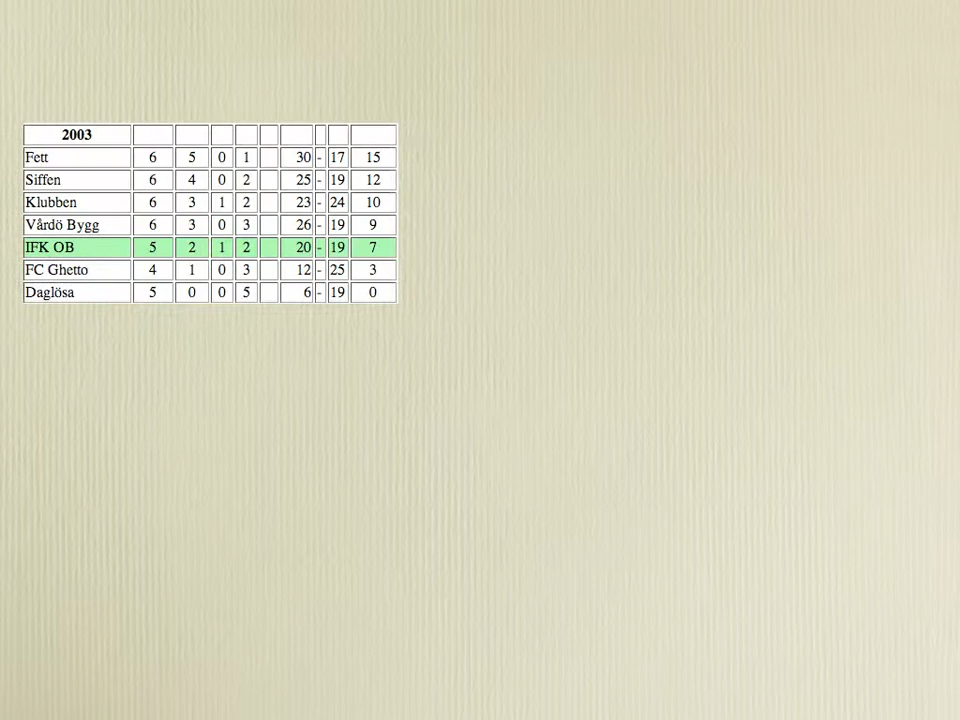 2003
Fett 6 5 0 1 30 - 17 15
Siffen 6 4 0 2 25 - 19 12
Klubben 6 3 1 2 23 - 24 10
Vårdö Bygg 6 3 0 3 26 - 19 9
IFK OB 5 2 1 2 20 - 19 7
FC Ghetto 4 1 0 3 12 - 25 3
Daglösa 5 0 0 5 6 - 19 0